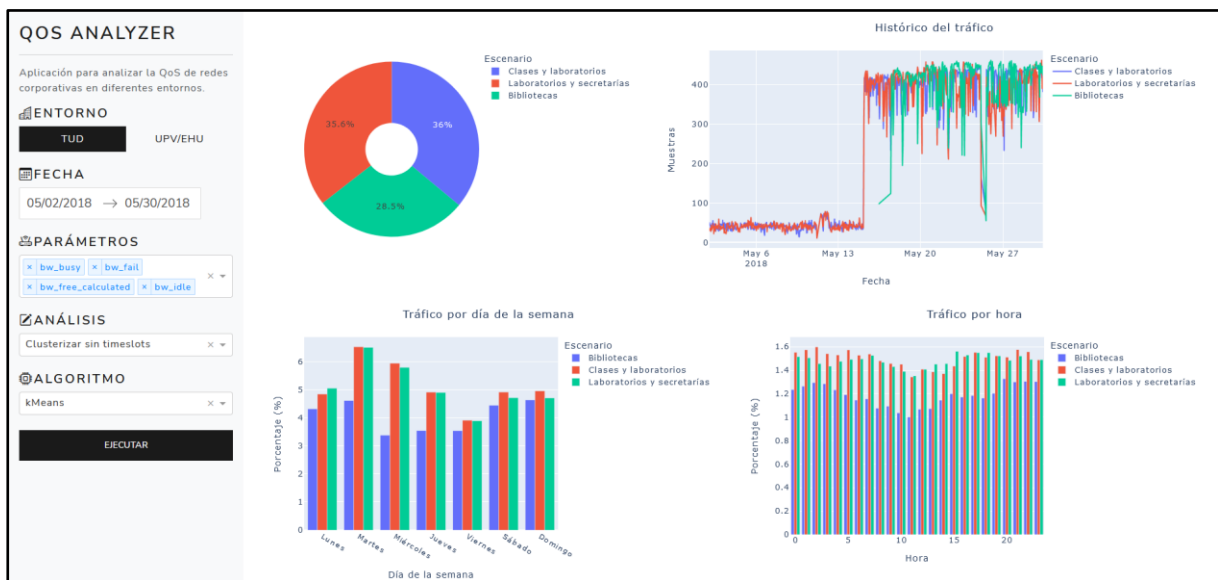 QOS ANALYZER
Aplicación para analizar la QoS de redes
corporativas en diferentes entornos.
ENTORNO
TUD UPV/EHU
FECHA
05/02/2018 → 05/30/2018
PARÁMETROS
× bw_busy × bw_fail
× bw_free_calculated × bw_idle
ANÁLISIS
Clusterizar sin timeslots
ALGORITMO
kMeans
EJECUTAR
Escenario
Clases y laboratorios
Laboratorios y secretarías
Bibliotecas
35.6%
36%
28.5%
Histórico del tráfico
Muestras
400
300
200
100
0
May 6
2018
May 13
May 20
May 27
Fecha
Escenario
Clases y laboratorios
Laboratorios y secretarías
Bibliotecas
Tráfico por día de la semana
Porcentaje (%)
6
5
4
3
2
1
0
Lunes
Martes
Miércoles
Jueves
Viernes
Sábado
Domingo
Día de la semana
Escenario
Bibliotecas
Clases y laboratorios
Laboratorios y secretarías
Tráfico por hora
Porcentaje (%)
1.6
1.4
1.2
1
0.8
0.6
0.4
0.2
0
0 5 10 15 20
Hora
Escenario
Bibliotecas
Clases y laboratorios
Laboratorios y secretarías